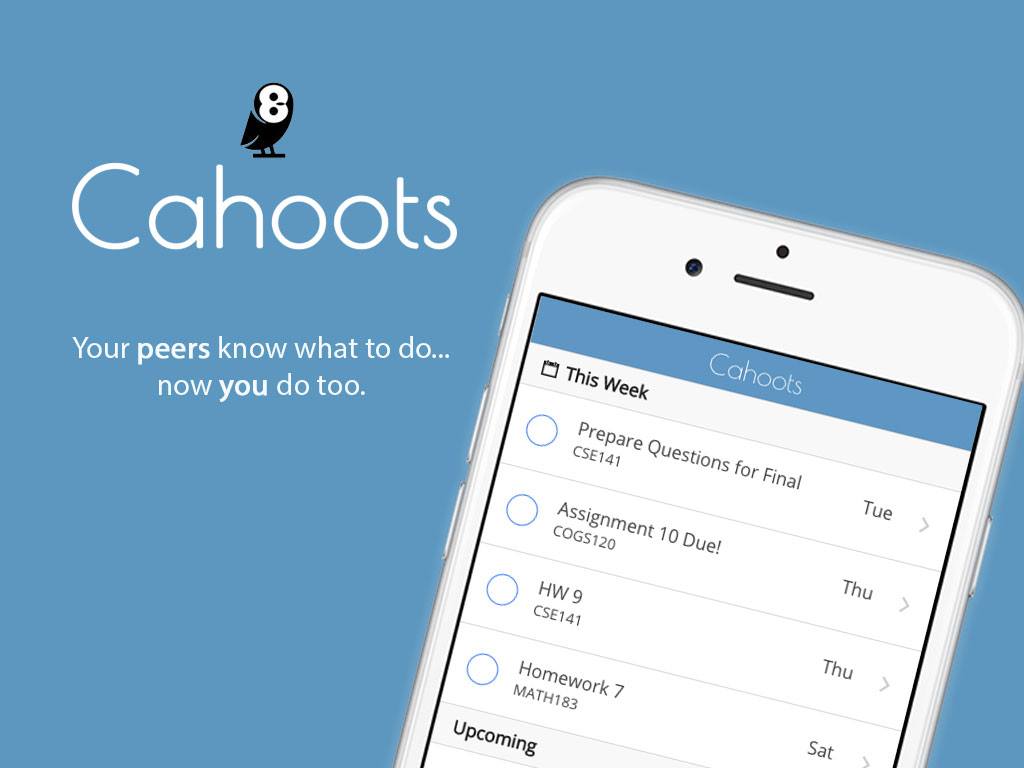 Cahoots
Your peers know what to do...
now you do too.
Cahoots
This Week
Prepare Questions for Final
CSE141
Tue
Assignment 10 Due!
COGS120
Thu
HW 9
CSE141
Thu
Homework 7
MATH183
Sat
Upcoming